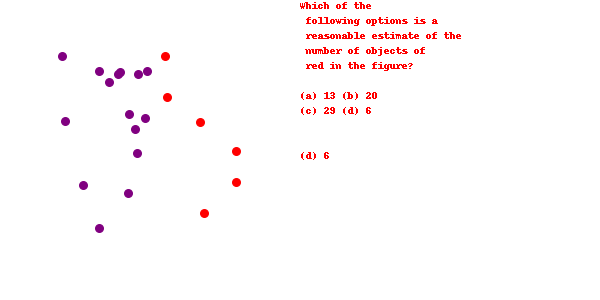 Which of the
following options is a
reasonable estimate of the
number of objects of
red in the figure?
(a) 13 (b) 20
(c) 29 (d) 6
(d) 6